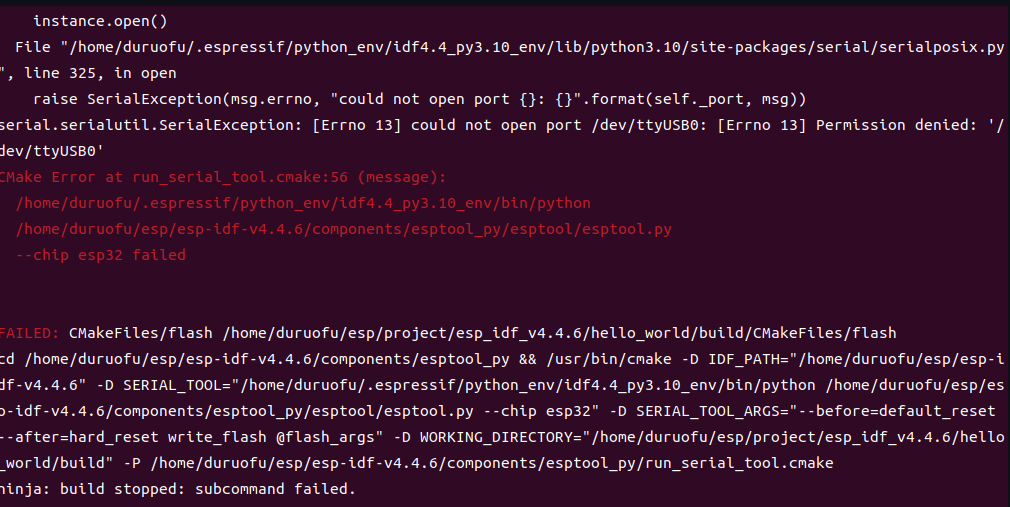 instance.open()
File "/home/duruofu/.espressif/python_env/idf4.4_py3.10_env/lib/python3.10/site-packages/serial/serialposix.py
", line 325, in open
raise SerialException(msg.errno, "could not open port {}: {}".format(self._port, msg))
serial.serialutil.SerialException: [Errno 13] could not open port /dev/ttyUSB0: [Errno 13] Permission denied: '/
dev/ttyUSB0'
CMake Error at run_serial_tool.cmake:56 (message):
/home/duruofu/.espressif/python_env/idf4.4_py3.10_env/bin/python
/home/duruofu/esp/esp-idf-v4.4.6/components/esptool_py/esptool/esptool.py
--chip esp32 failed
FAILED: CMakeFiles/flash /home/duruofu/esp/project/esp_idf_v4.4.6/hello_world/build/CMakeFiles/flash
cd /home/duruofu/esp/esp-idf-v4.4.6/components/esptool_py && /usr/bin/cmake -D IDF_PATH="/home/duruofu/esp/esp-i
df-v4.4.6" -D SERIAL_TOOL="/home/duruofu/.espressif/python_env/idf4.4_py3.10_env/bin/python /home/duruofu/esp/es
p-idf-v4.4.6/components/esptool_py/esptool/esptool.py --chip esp32" -D SERIAL_TOOL_ARGS="--before=default_reset
--after=hard_reset write_flash @flash_args" -D WORKING_DIRECTORY="/home/duruofu/esp/project/esp_idf_v4.4.6/hello
_world/build" -P /home/duruofu/esp/esp-idf-v4.4.6/components/esptool_py/run_serial_tool.cmake
ninja: build stopped: subcommand failed.